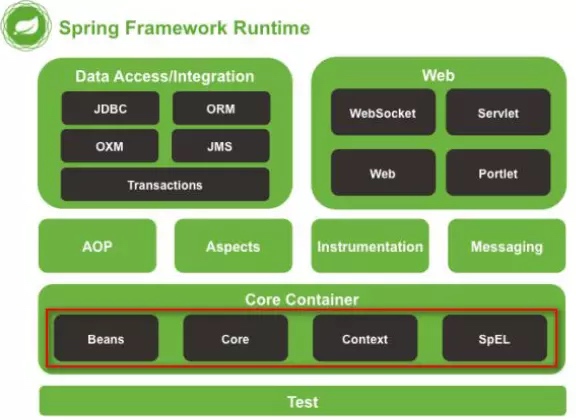 Spring Framework Runtime
Data Access/Integration
JDBC ORM
OXM JMS
Transactions
Web
WebSocket Servlet
Web Portlet
AOP Aspects Instrumentation Messaging
Core Container
Beans Core Context SpEL
Test